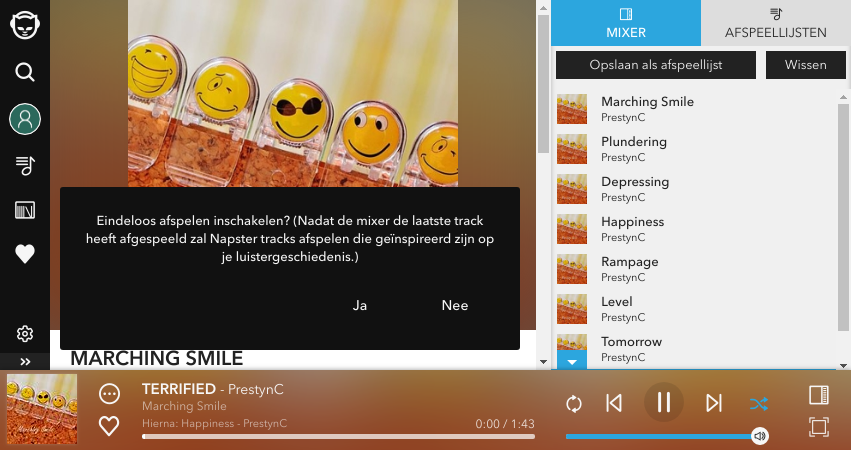 MIXER
AFSPEELLIJSTEN
Opslaan als afspeellijst
Wissen
Marching Smile
PrestynC
Plundering
PrestynC
Depressing
PrestynC
Happiness
PrestynC
Rampage
PrestynC
Level
PrestynC
Tomorrow
PrestynC
Eindeloos afspelen inschakelen? (Nadat de mixer de laatste track
heeft afgespeeld zal Napster tracks afspelen die geïnspireerd zijn op
je luistergeschiedenis.)
Ja
Nee
MARCHING SMILE
TERRIFIED - PrestynC
Marching Smile
Hierna: Happiness - PrestynC
0:00 / 1:43